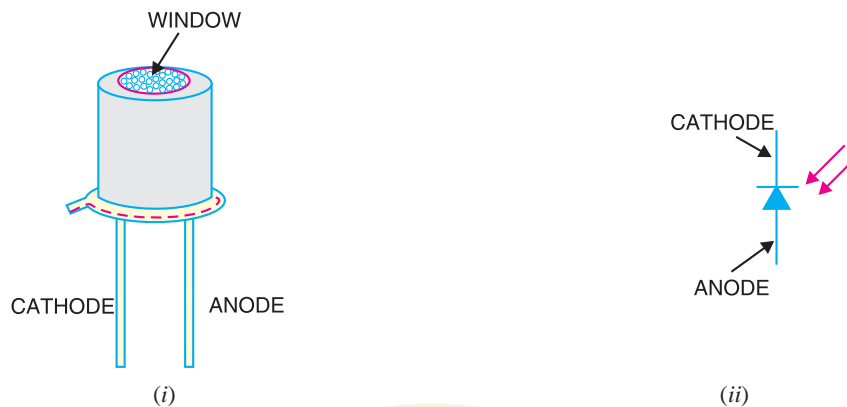 WINDOW
CATHODE
ANODE
(i)
CATHODE
ANODE
(ii)